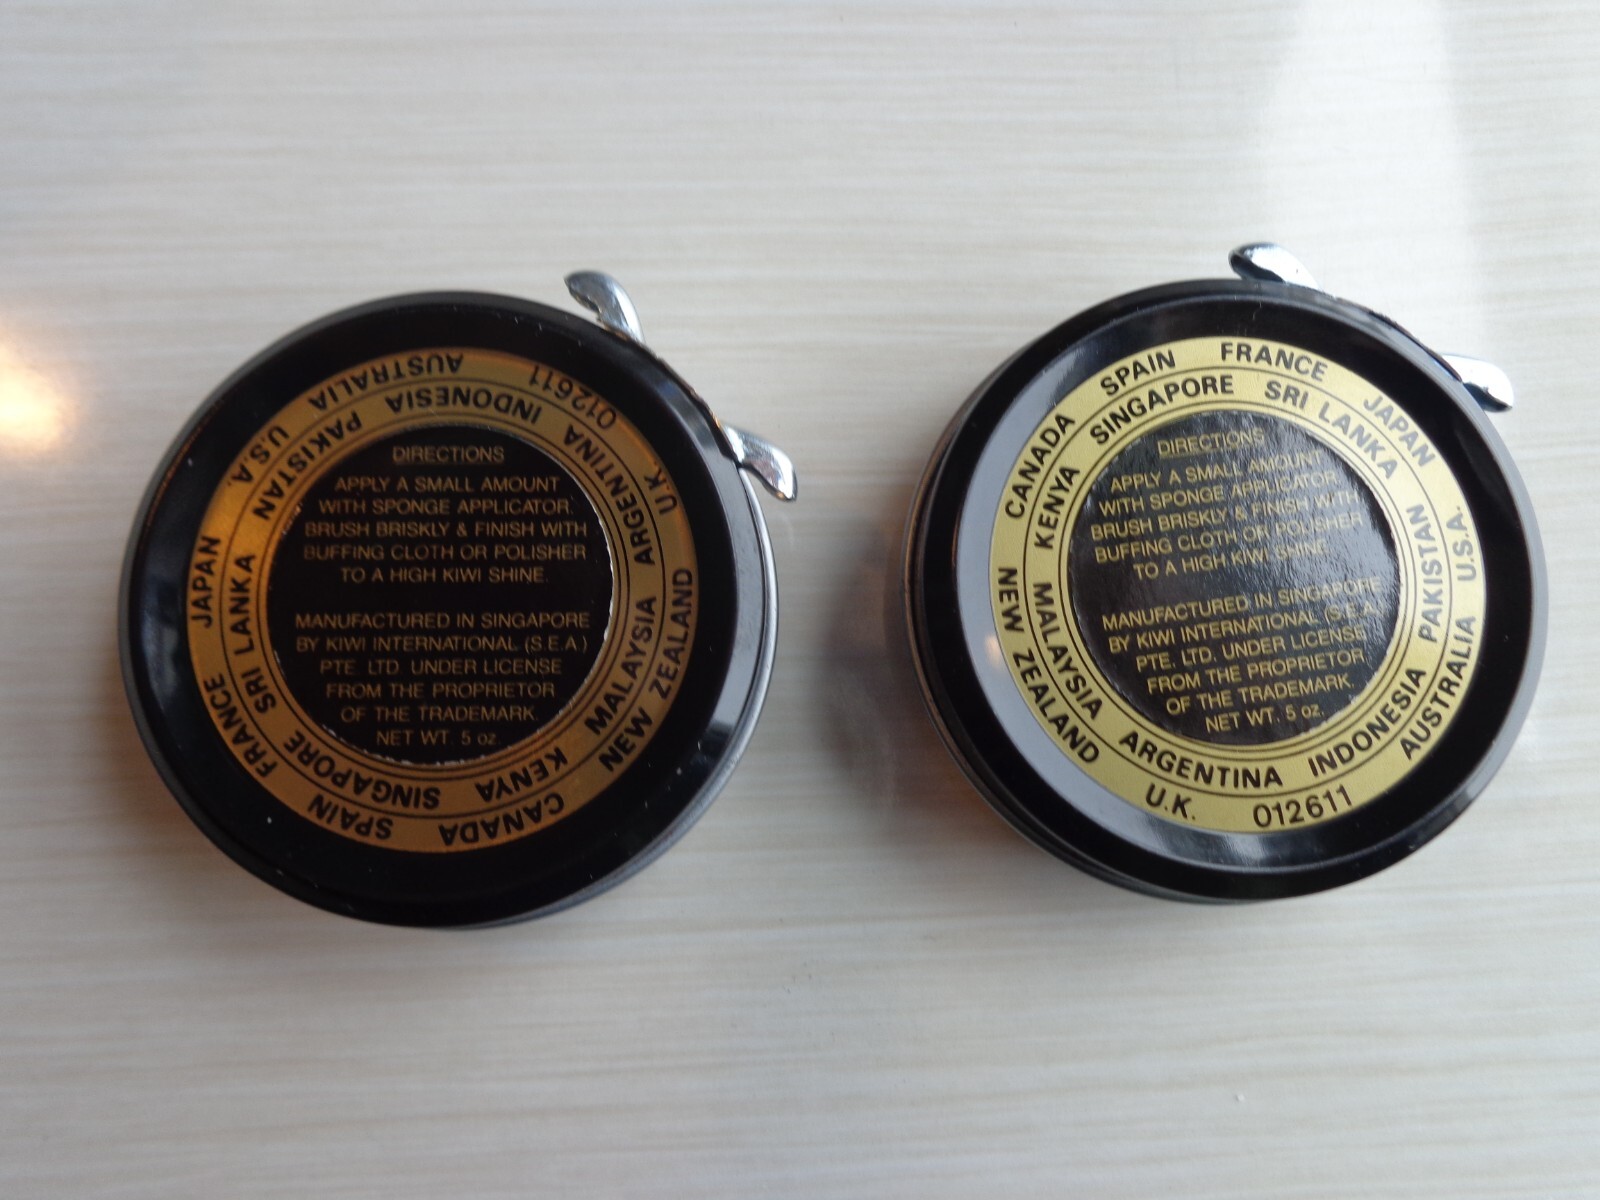 DIRECTIONS
APPLY A SMALL AMOUNT
WITH SPONGE APPLICATOR.
BRUSH BRISKLY & FINISH WITH
BUFFING CLOTH OR POLISHER
TO A HIGH KIWI SHINE.
MANUFACTURED IN SINGAPORE
BY KIWI INTERNATIONAL (S.E.A.)
PTE. LTD. UNDER LICENSE
FROM THE PROPRIETOR
OF THE TRADEMARK.
NET WT. 5 oz.
CANADA SPAIN FRANCE JAPAN U.S.A. AUSTRALIA 012611 U.K. NEW ZEALAND
KENYA SINGAPORE SRI LANKA PAKISTAN INDONESIA ARGENTINA MALAYSIA
DIRECTIONS
APPLY A SMALL AMOUNT
WITH SPONGE APPLICATOR.
BRUSH BRISKLY & FINISH WITH
BUFFING CLOTH OR POLISHER
TO A HIGH KIWI SHINE.
MANUFACTURED IN SINGAPORE
BY KIWI INTERNATIONAL (S.E.A.)
PTE. LTD. UNDER LICENSE
FROM THE PROPRIETOR
OF THE TRADEMARK.
NET WT. 5 oz.
CANADA SPAIN FRANCE JAPAN U.S.A. AUSTRALIA 012611 U.K. NEW ZEALAND
KENYA SINGAPORE SRI LANKA PAKISTAN INDONESIA ARGENTINA MALAYSIA